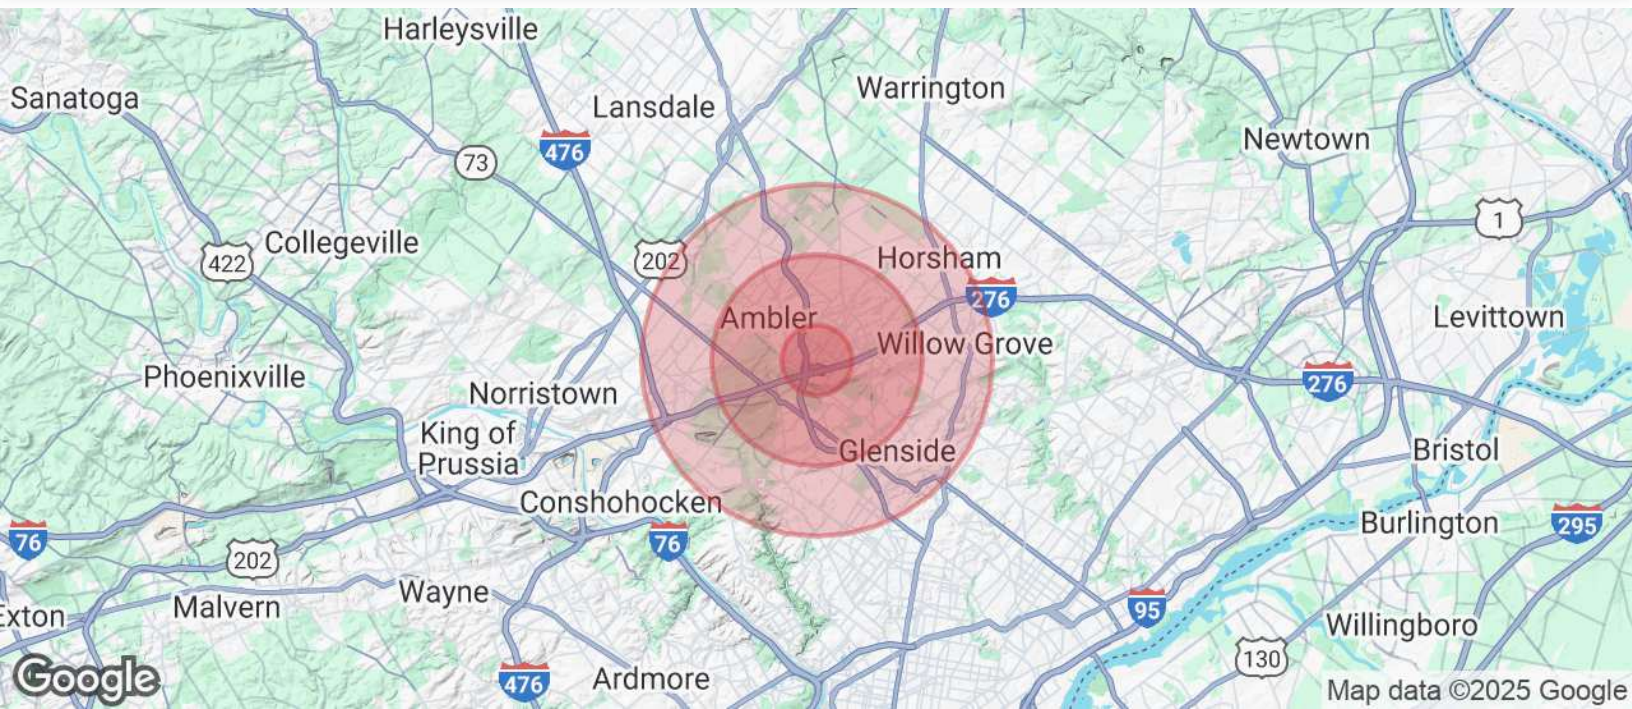 Harleysville
Sanatoga
Lansdale
Warrington
Newtown
476
73
1
Collegeville
422
202
Horsham
276
Ambler
Willow Grove
Levittown
276
Phoenixville
Norristown
King of
Prussia
Glenside
Bristol
Conshohocken
76
76
Burlington
295
202
Wayne
Malvern
Exton
95
Willingboro
130
476
Ardmore
Google
Map data ©2025 Google